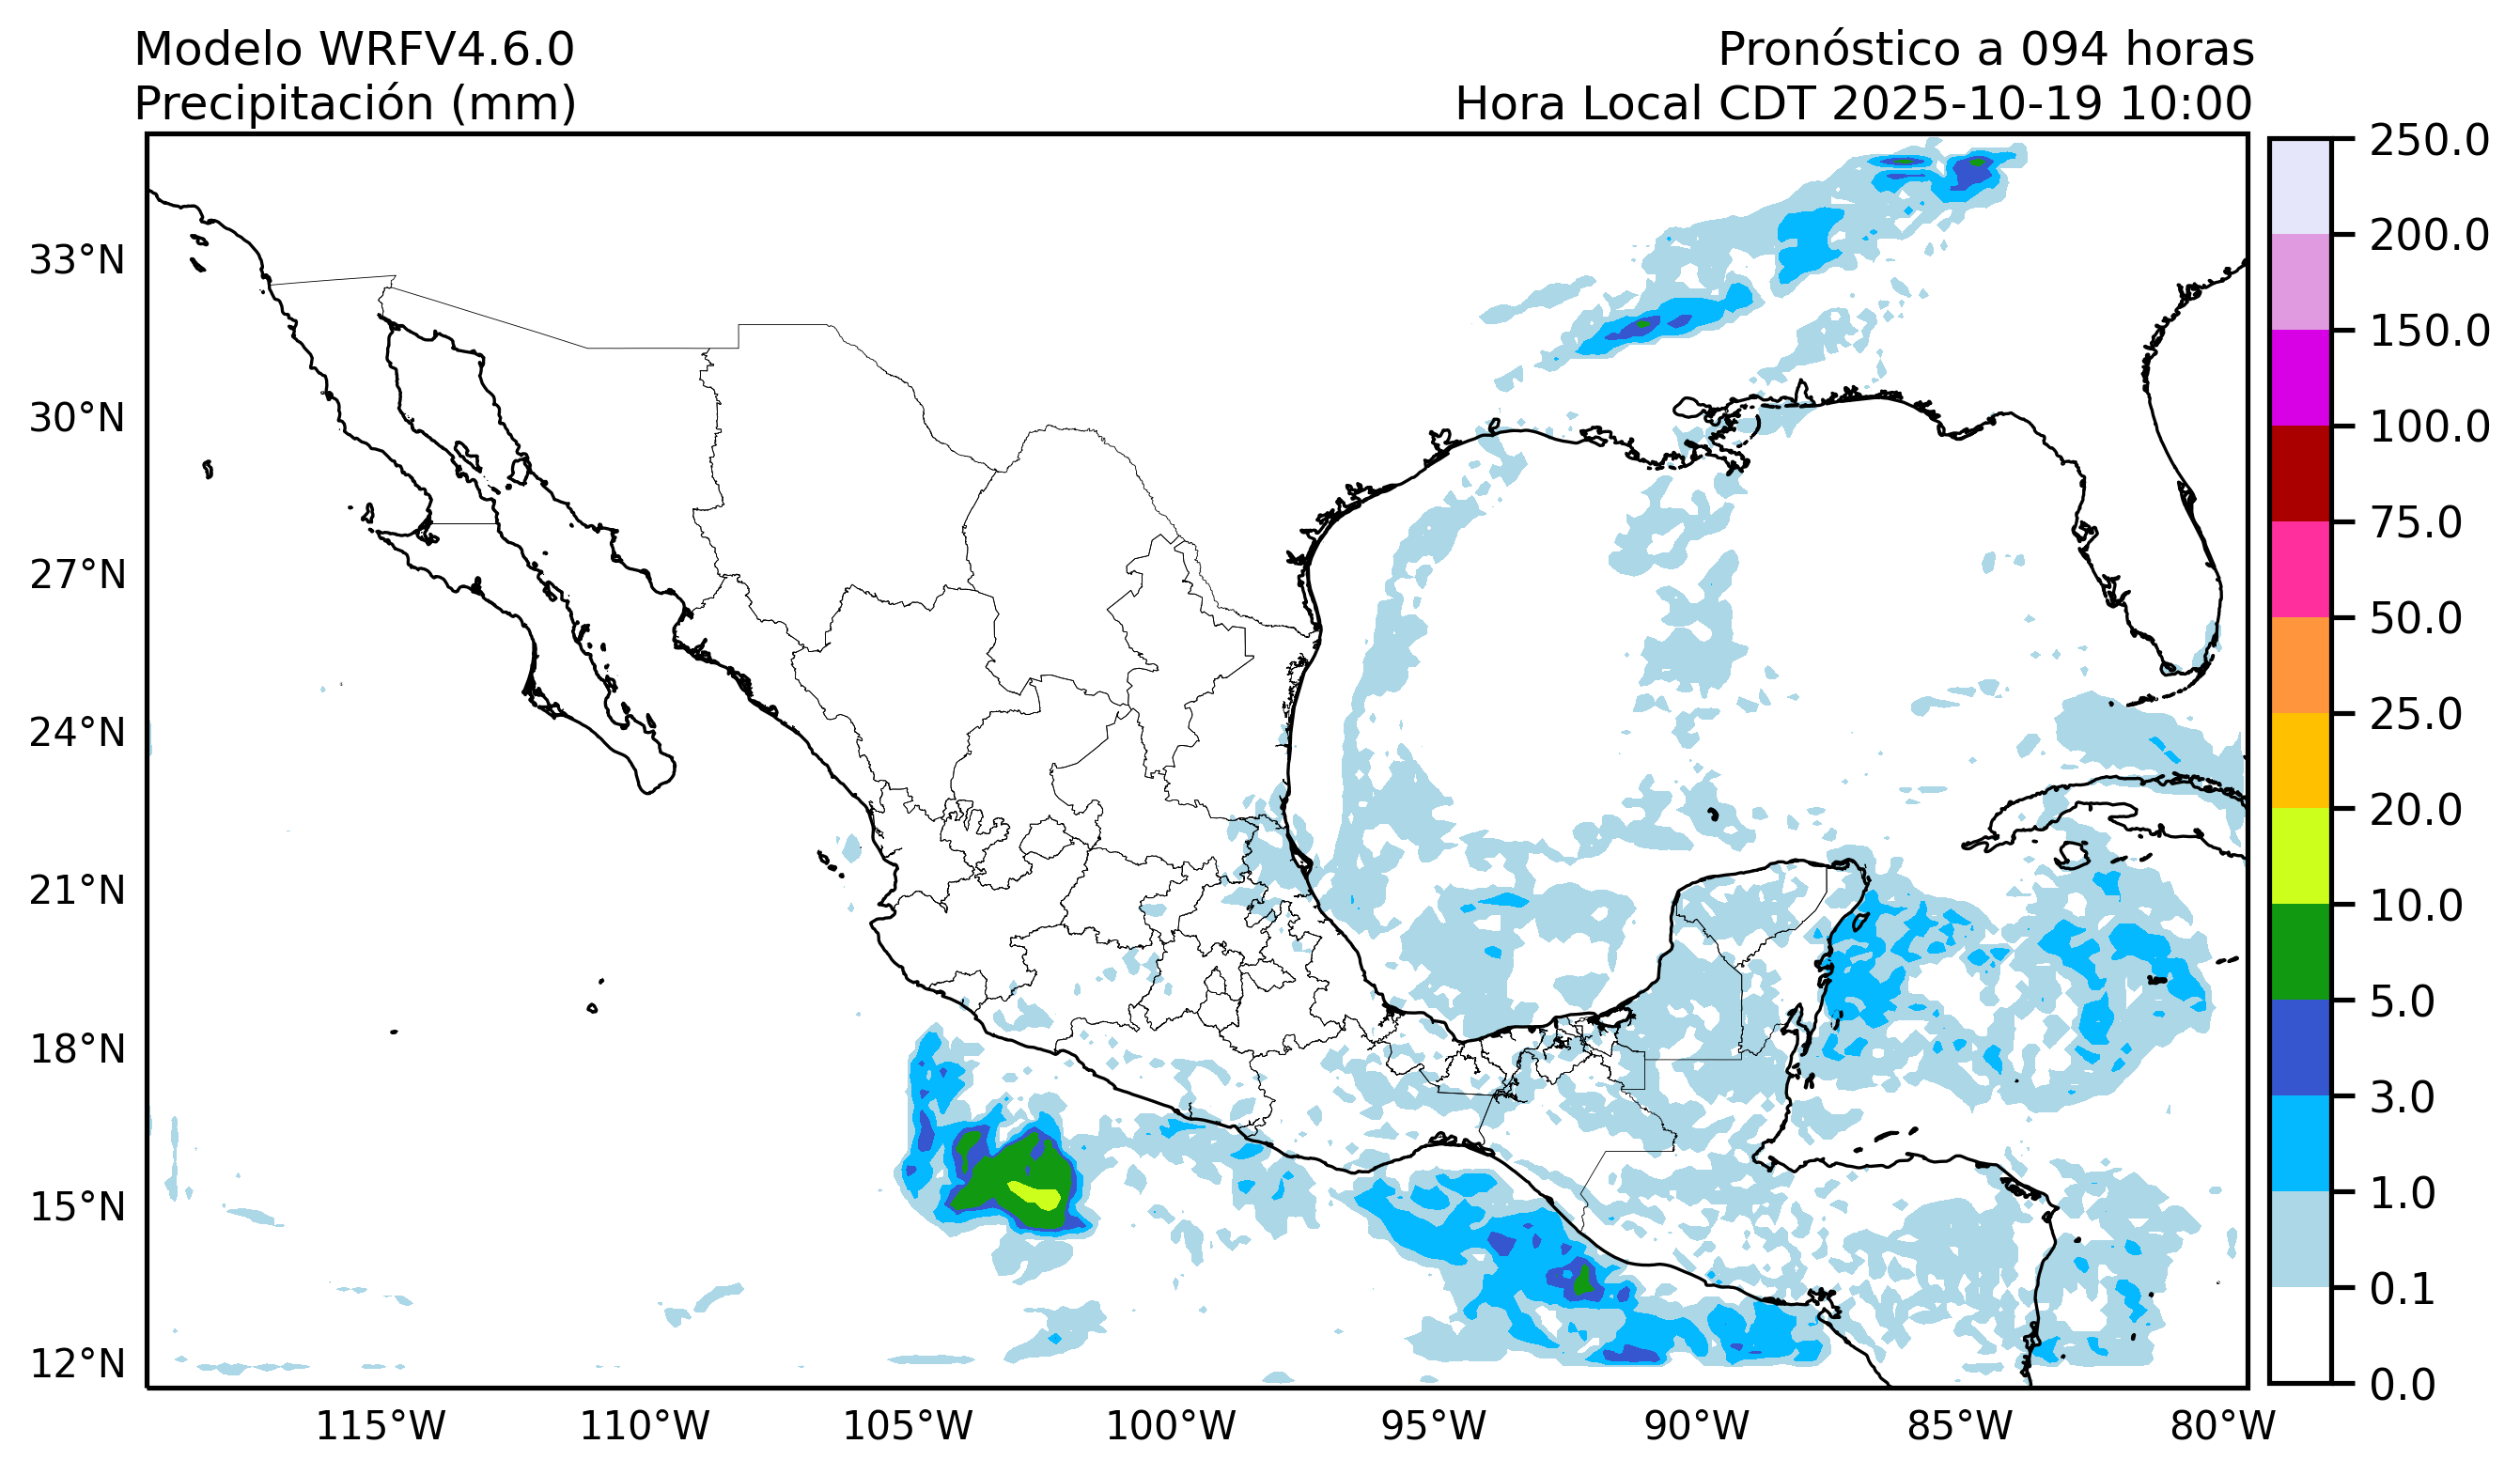 Modelo WRFV4.6.0
Precipitación (mm)
Pronóstico a 094 horas
Hora Local CDT 2025-10-19 10:00
33°N
30°N
27°N
24°N
21°N
18°N
15°N
12°N
115°W
110°W
105°W
100°W
95°W
90°W
85°W
80°W
250.0
200.0
150.0
100.0
75.0
50.0
25.0
20.0
10.0
5.0
3.0
1.0
0.1
0.0